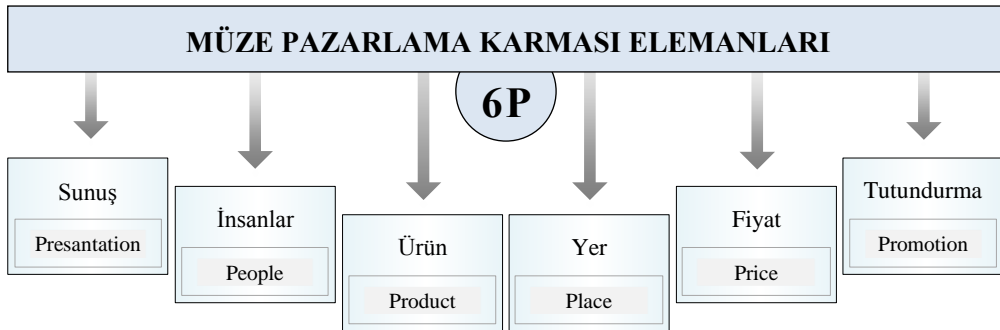 MÜZE PAZARLAMA KARMASI ELEMANLARI
6P
Sunuş
Presantation
İnsanlar
People
Ürün
Product
Yer
Place
Fiyat
Price
Tutundurma
Promotion